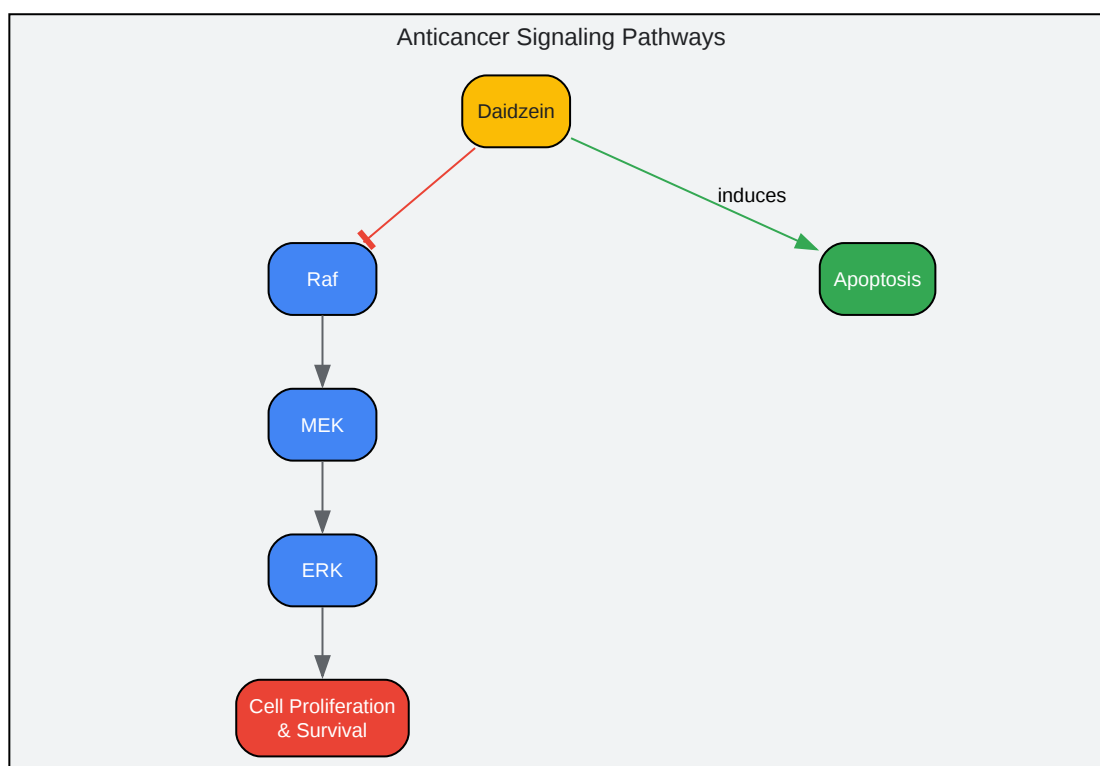 Anticancer Signaling Pathways
Daidzein
induces
Raf
Apoptosis
MEK
ERK
Cell Proliferation
& Survival